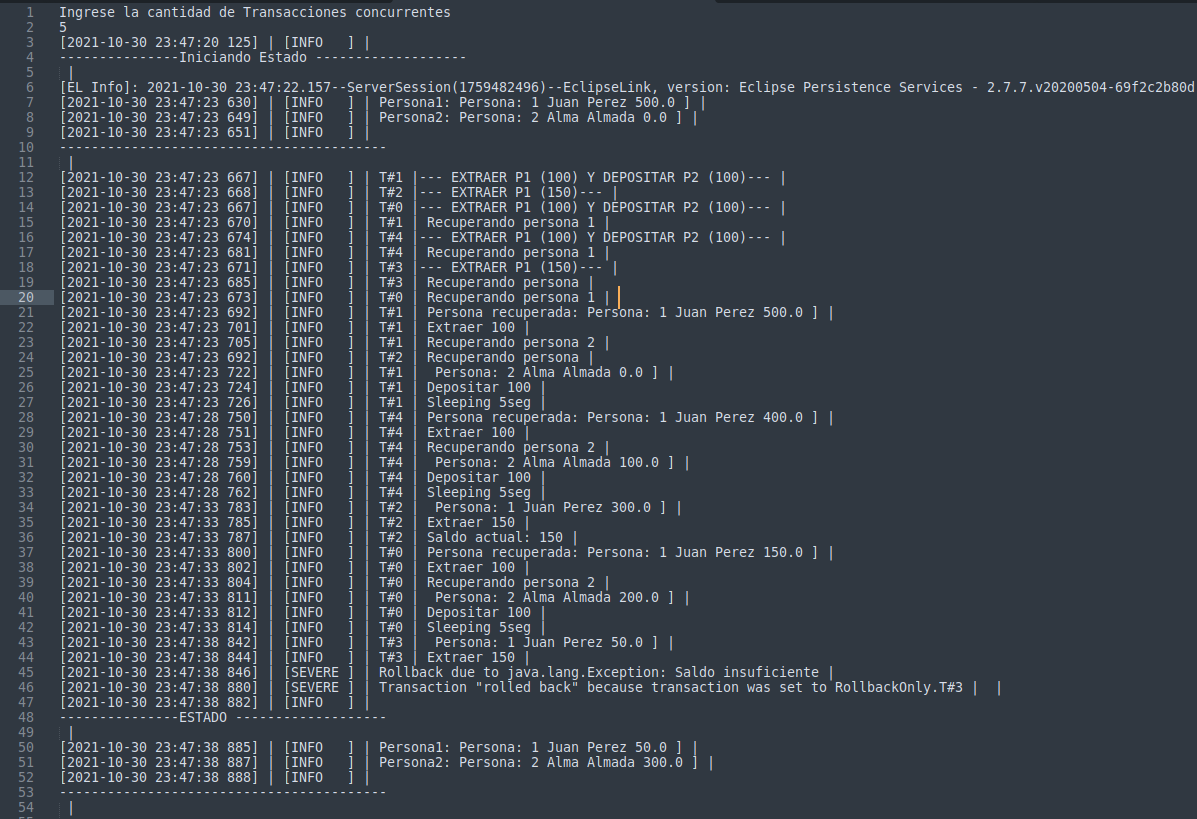 1 Ingrese la cantidad de Transacciones concurrentes
2 5
3 [2021-10-30 23:47:20 125] | [INFO   ] |
4 ---------------Iniciando Estado -------------------
5  |
6 [EL Info]: 2021-10-30 23:47:22.157--ServerSession(1759482496)--EclipseLink, version: Eclipse Persistence Services - 2.7.7.v20200504-69f2c2b80d
7 [2021-10-30 23:47:23 630] | [INFO   ] | Persona1: Persona: 1 Juan Perez 500.0 ] |
8 [2021-10-30 23:47:23 649] | [INFO   ] | Persona2: Persona: 2 Alma Almada 0.0 ] |
9 [2021-10-30 23:47:23 651] | [INFO   ] |
10 -----------------------------------------
11  |
12 [2021-10-30 23:47:23 667] | [INFO   ] | T#1 |--- EXTRAER P1 (100) Y DEPOSITAR P2 (100)--- |
13 [2021-10-30 23:47:23 668] | [INFO   ] | T#2 |--- EXTRAER P1 (150)--- |
14 [2021-10-30 23:47:23 667] | [INFO   ] | T#0 |--- EXTRAER P1 (100) Y DEPOSITAR P2 (100)--- |
15 [2021-10-30 23:47:23 670] | [INFO   ] | T#1 | Recuperando persona 1 |
16 [2021-10-30 23:47:23 674] | [INFO   ] | T#4 |--- EXTRAER P1 (100) Y DEPOSITAR P2 (100)--- |
17 [2021-10-30 23:47:23 681] | [INFO   ] | T#4 | Recuperando persona 1 |
18 [2021-10-30 23:47:23 671] | [INFO   ] | T#3 |--- EXTRAER P1 (150)--- |
19 [2021-10-30 23:47:23 685] | [INFO   ] | T#3 | Recuperando persona |
20 [2021-10-30 23:47:23 673] | [INFO   ] | T#0 | Recuperando persona 1 |
21 [2021-10-30 23:47:23 692] | [INFO   ] | T#1 | Persona recuperada: Persona: 1 Juan Perez 500.0 ] |
22 [2021-10-30 23:47:23 701] | [INFO   ] | T#1 | Extraer 100 |
23 [2021-10-30 23:47:23 705] | [INFO   ] | T#1 | Recuperando persona 2 |
24 [2021-10-30 23:47:23 692] | [INFO   ] | T#2 | Recuperando persona |
25 [2021-10-30 23:47:23 722] | [INFO   ] | T#1 |  Persona: 2 Alma Almada 0.0 ] |
26 [2021-10-30 23:47:23 724] | [INFO   ] | T#1 | Depositar 100 |
27 [2021-10-30 23:47:23 726] | [INFO   ] | T#1 | Sleeping 5seg |
28 [2021-10-30 23:47:28 750] | [INFO   ] | T#4 | Persona recuperada: Persona: 1 Juan Perez 400.0 ] |
29 [2021-10-30 23:47:28 751] | [INFO   ] | T#4 | Extraer 100 |
30 [2021-10-30 23:47:28 753] | [INFO   ] | T#4 | Recuperando persona 2 |
31 [2021-10-30 23:47:28 759] | [INFO   ] | T#4 |  Persona: 2 Alma Almada 100.0 ] |
32 [2021-10-30 23:47:28 760] | [INFO   ] | T#4 | Depositar 100 |
33 [2021-10-30 23:47:28 762] | [INFO   ] | T#4 | Sleeping 5seg |
34 [2021-10-30 23:47:33 783] | [INFO   ] | T#2 |  Persona: 1 Juan Perez 300.0 ] |
35 [2021-10-30 23:47:33 785] | [INFO   ] | T#2 | Extraer 150 |
36 [2021-10-30 23:47:33 787] | [INFO   ] | T#2 | Saldo actual: 150 |
37 [2021-10-30 23:47:33 800] | [INFO   ] | T#0 | Persona recuperada: Persona: 1 Juan Perez 150.0 ] |
38 [2021-10-30 23:47:33 802] | [INFO   ] | T#0 | Extraer 100 |
39 [2021-10-30 23:47:33 804] | [INFO   ] | T#0 | Recuperando persona 2 |
40 [2021-10-30 23:47:33 811] | [INFO   ] | T#0 |  Persona: 2 Alma Almada 200.0 ] |
41 [2021-10-30 23:47:33 812] | [INFO   ] | T#0 | Depositar 100 |
42 [2021-10-30 23:47:33 814] | [INFO   ] | T#0 | Sleeping 5seg |
43 [2021-10-30 23:47:38 842] | [INFO   ] | T#3 |  Persona: 1 Juan Perez 50.0 ] |
44 [2021-10-30 23:47:38 844] | [INFO   ] | T#3 | Extraer 150 |
45 [2021-10-30 23:47:38 846] | [SEVERE ] | Rollback due to java.lang.Exception: Saldo insuficiente |
46 [2021-10-30 23:47:38 880] | [SEVERE ] | Transaction "rolled back" because transaction was set to RollbackOnly.T#3 |  |
47 [2021-10-30 23:47:38 882] | [INFO   ] |
48 ---------------ESTADO -------------------
49  |
50 [2021-10-30 23:47:38 885] | [INFO   ] | Persona1: Persona: 1 Juan Perez 50.0 ] |
51 [2021-10-30 23:47:38 887] | [INFO   ] | Persona2: Persona: 2 Alma Almada 300.0 ] |
52 [2021-10-30 23:47:38 888] | [INFO   ] |
53 -----------------------------------------
54  |